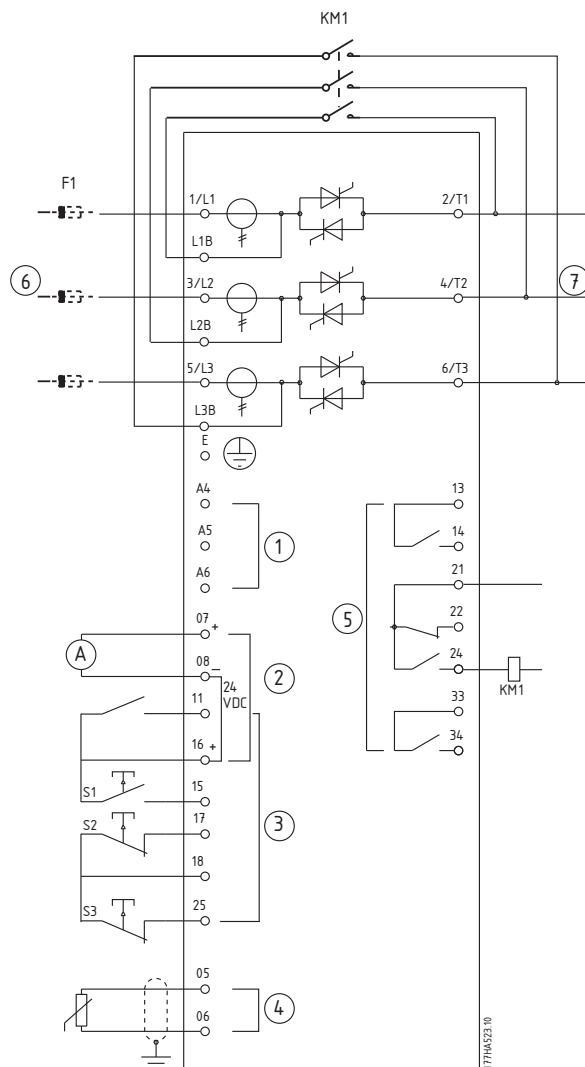 KM1
F1
1/L1
2/T1
L1B
6
3/L2
4/T2
7
L2B
5/L3
6/T3
L3B
E
A4
13
A5
1
14
A6
21
07 +
5
22
A
08 –
2
24
24
VDC
KM1
11
33
16 +
34
S1
15
S2
17
3
18
S3
25
05
4
06
177HA523.10